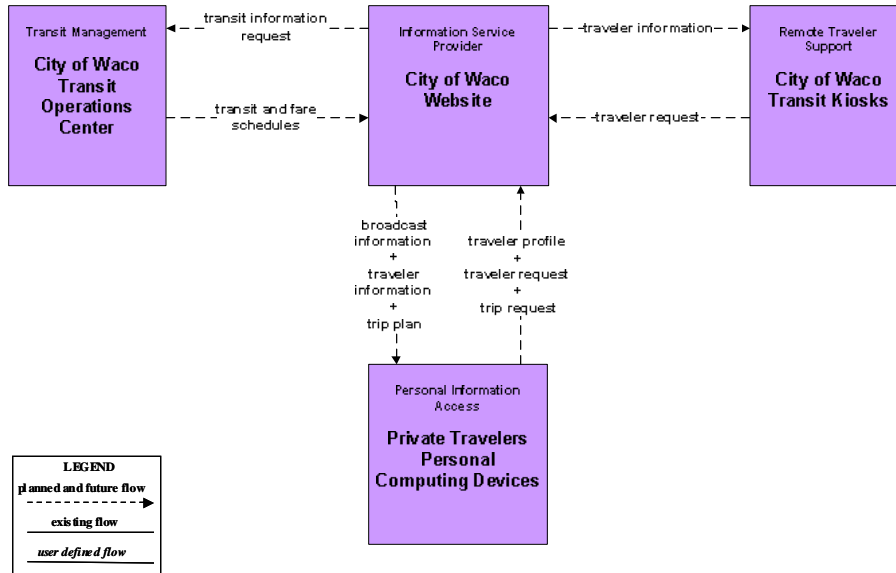 Transit Management
City of Waco
Transit
Operations
Center
transit information
request
transit and fare
schedules
Information Service
Provider
City of Waco
Website
traveler information
traveler request
Remote Traveler
Support
City of Waco
Transit Kiosks
broadcast
information
+
traveler
information
+
trip plan
traveler profile
+
traveler request
+
trip request
Personal Information
Access
Private Travelers
Personal
Computing Devices
LEGEND
planned and future flow
existing flow
user defined flow